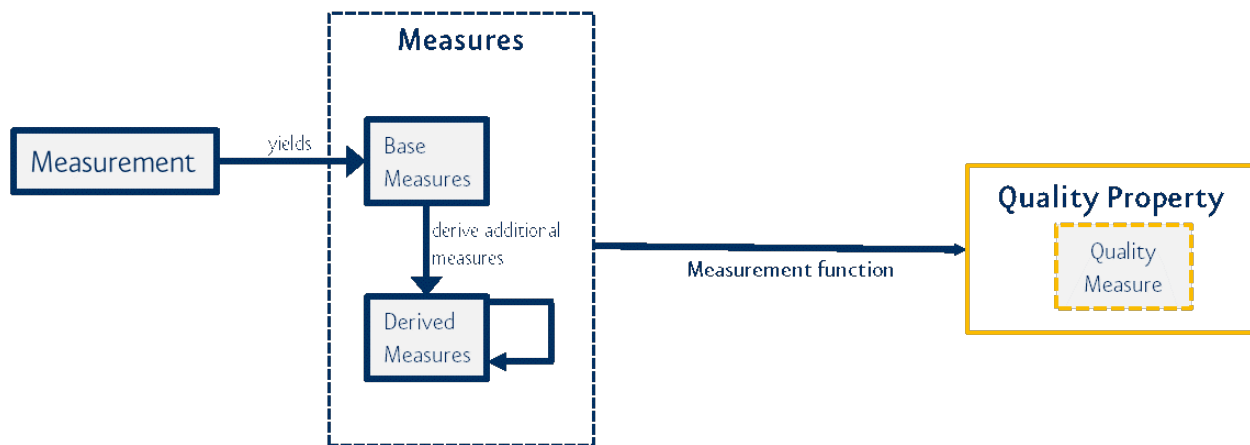 Measures
Measurement
yields
Base
Measures
derive additional
measures
Derived
Measures
Measurement function
Quality Property
Quality
Measure